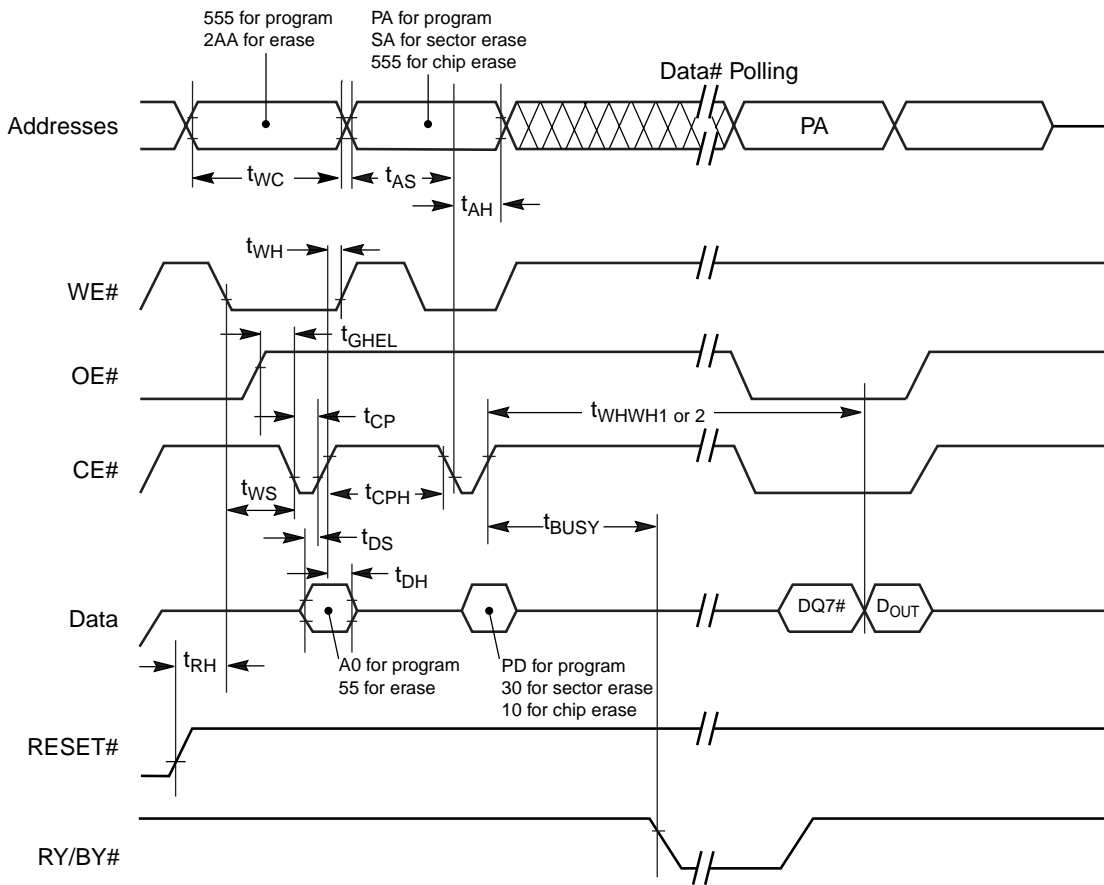 555 for program
2AA for erase
PA for program
SA for sector erase
555 for chip erase
Data# Polling
Addresses
PA
tWC
tAS
tAH
tWH
WE#
tGHEL
OE#
tCP
tWHWH1 or 2
CE#
tWS
tCPH
tBUSY
tDS
tDH
Data
DQ7#
DOUT
tRH
A0 for program
55 for erase
PD for program
30 for sector erase
10 for chip erase
RESET#
RY/BY#